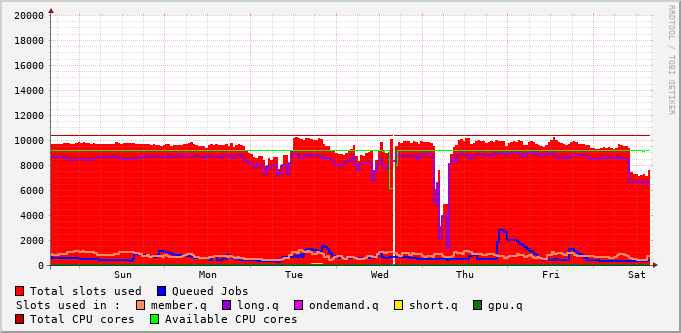 20000
18000
16000
14000
12000
10000
8000
6000
4000
2000
0
Sun Mon Tue Wed Thu Fri Sat
RRDTOOL / TOBI OETIKER
Total slots used Queued Jobs
Slots used in : member.q long.q ondemand.q short.q gpu.q
Total CPU cores Available CPU cores